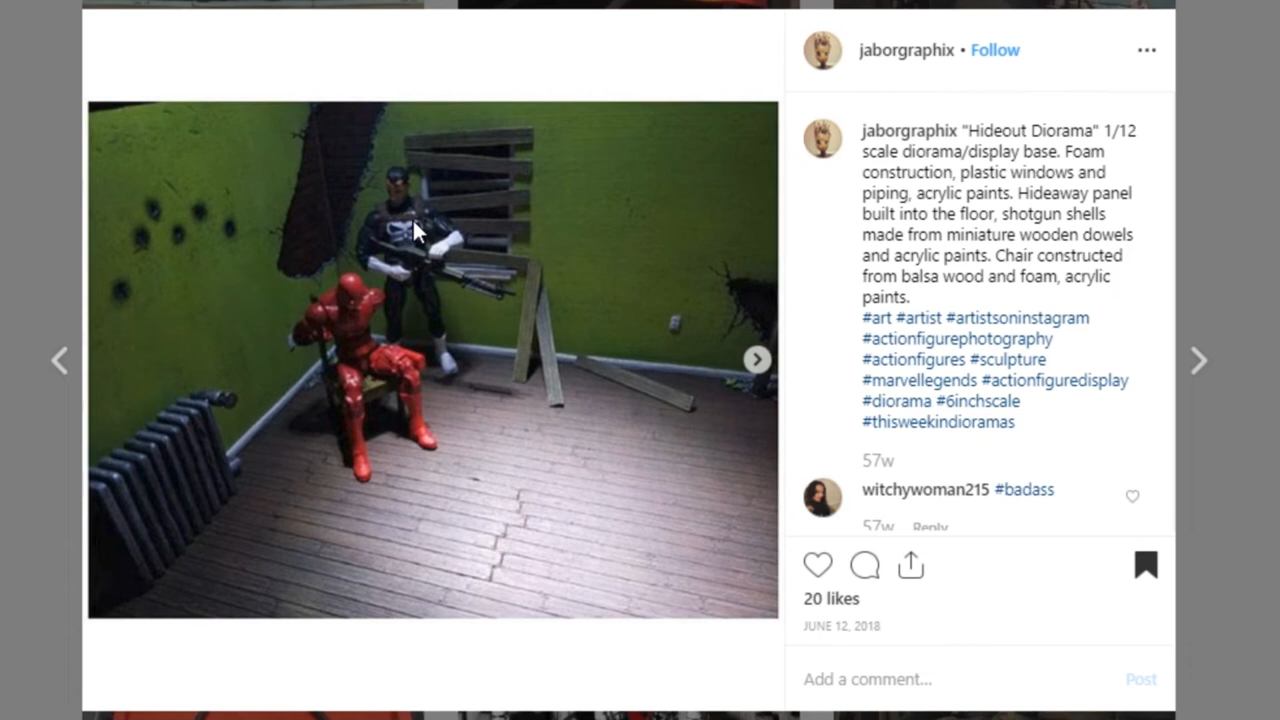 jaborgraphix • Follow
jaborgraphix "Hideout Diorama" 1/12
scale diorama/display base. Foam
construction, plastic windows and
piping, acrylic paints. Hideaway panel
built into the floor, shotgun shells
made from miniature wooden dowels
and acrylic paints. Chair constructed
from balsa wood and foam, acrylic
paints.
#art #artist #artistsoninstagram
#actionfigurephotography
#actionfigures #sculpture
#marvellegends #actionfiguredisplay
#diorama #6inchscale
#thisweekindioramas
57w
witchywoman215 #badass
57w Reply
20 likes
JUNE 12, 2018
Add a comment... Post